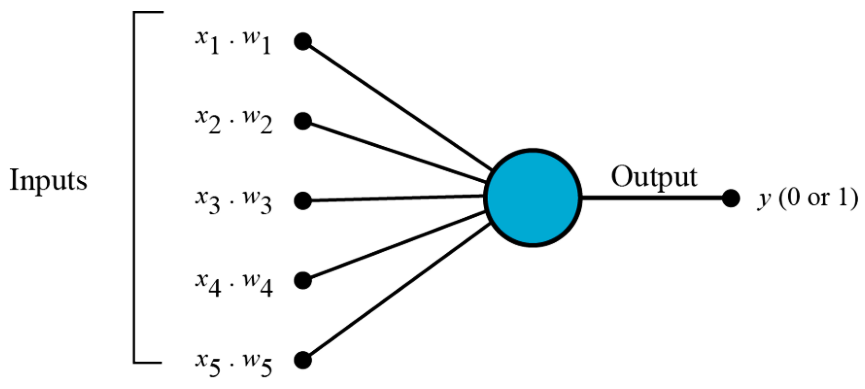 x₁ . w₁
x₂ . w₂
Inputs
x₃ . w₃
Output
y (0 or 1)
x₄ . w₄
x₅ . w₅